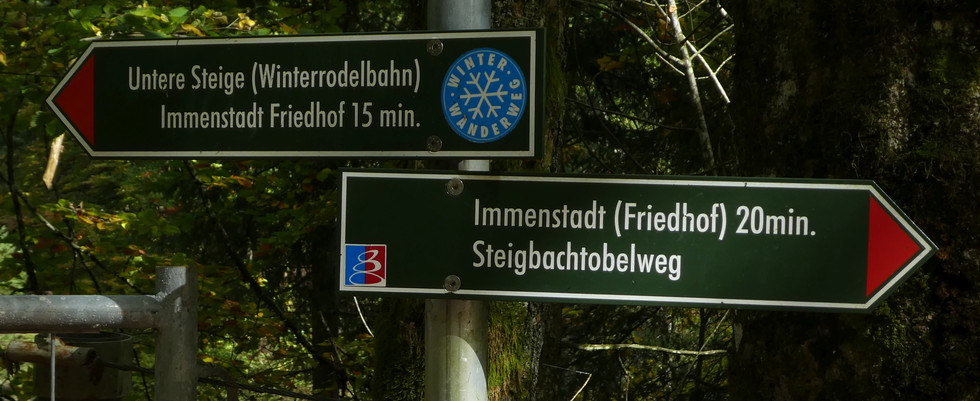 Untere Steige (Winterrodelbahn)
Immenstadt Friedhof 15 min.
WINTER-
WANDERWEG
Immenstadt (Friedhof) 20min.
Steigbachtobelweg